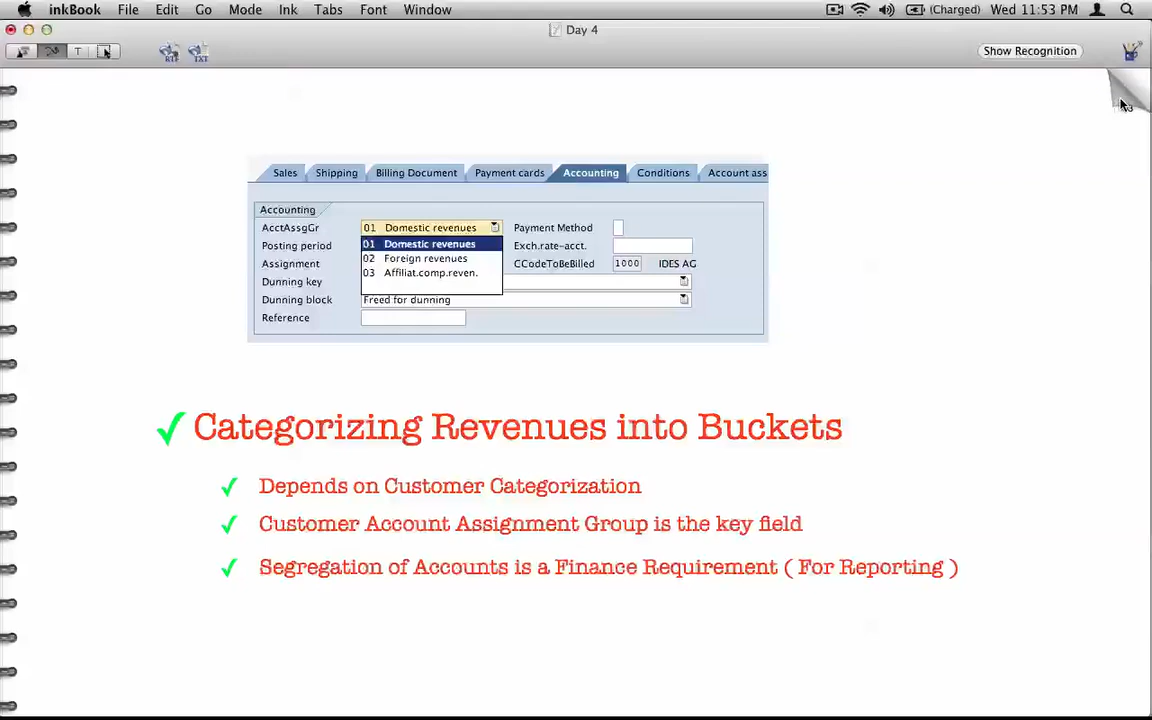 inkBook File Edit Go Mode Ink Tabs Font Window (Charged) Wed 11:53 PM
Day 4
T RTF TXT Show Recognition
Sales Shipping Billing Document Payment cards Accounting Conditions Account ass
Accounting
AcctAssgGr 01 Domestic revenues Payment Method
Posting period 01 Domestic revenues Exch.rate-acct.
02 Foreign revenues
Assignment CCodeToBeBilled 1000 IDES AG
03 Affiliat.comp.reven.
Dunning key
Dunning block Freed for dunning
Reference
✓ Categorizing Revenues into Buckets
✓ Depends on Customer Categorization
✓ Customer Account Assignment Group is the key field
✓ Segregation of Accounts is a Finance Requirement ( For Reporting )